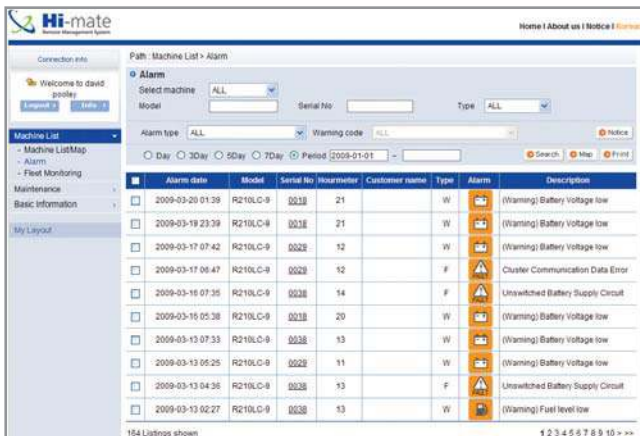 Hi-mate
Remote Management System
Home I About us I Notice I
Connection info
Welcome to david
pooley
Logout
Info
Machine List
- Machine List/Map
- Alarm
- Fleet Monitoring
Maintenance
Basic Information
My Layout
Path : Machine List > Alarm
Alarm
Select machine ALL
Model Serial No Type ALL
Alarm type ALL Warning code ALL Notice
Day 3Day 5Day 7Day Period 2009-01-01 ~ Search Map Print
Alarm date Model Serial No Hourmeter Customer name Type Alarm Description
2009-03-20 01:39 R210LC-9 0018 21 W (Warning) Battery Voltage low
2009-03-19 23:39 R210LC-9 0018 21 W (Warning) Battery Voltage low
2009-03-17 07:42 R210LC-9 0029 12 W (Warning) Battery Voltage low
2009-03-17 06:47 R210LC-9 0029 12 F FAULT Cluster Communication Data Error
2009-03-16 07:35 R210LC-9 0038 14 F FAULT Unswitched Battery Supply Circuit
2009-03-16 05:38 R210LC-9 0018 20 W (Warning) Battery Voltage low
2009-03-13 07:33 R210LC-9 0038 13 W (Warning) Battery Voltage low
2009-03-13 05:25 R210LC-9 0029 11 W (Warning) Battery Voltage low
2009-03-13 04:36 R210LC-9 0038 13 F FAULT Unswitched Battery Supply Circuit
2009-03-13 02:27 R210LC-9 0038 13 W (Warning) Fuel level low
164 Listings shown 1 2 3 4 5 6 7 8 9 10 > >>